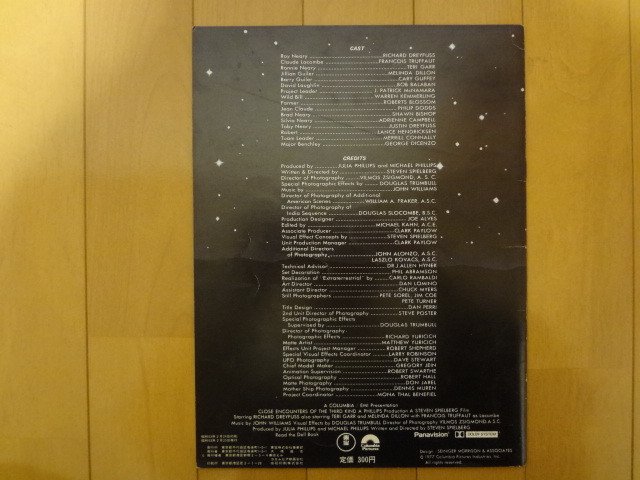 CAST
Roy Neary RICHARD DREYFUSS
Claude Lacombe FRANCOIS TRUFFAUT
Ronnie Neary TERI GARR
Jillian Guiler MELINDA DILLON
Barry Guiler CARY GUFFEY
David Laughlin BOB BALABAN
Project Leader J. PATRICK McNAMARA
Wild Bill WARREN KEMMERLING
Farmer ROBERTS BLOSSOM
Jean Claude PHILIP DODDS
Brad Neary SHAWN BISHOP
Silvia Neary ADRIENNE CAMPBELL
Toby Neary JUSTIN DREYFUSS
Robert LANCE HENDRICKSEN
Team Leader MERRILL CONNALLY
Major Benchley GEORGE DICENZO
CREDITS
Produced by JULIA PHILLIPS and MICHAEL PHILLIPS
Written & Directed by STEVEN SPIELBERG
Director of Photography VILMOS ZSIGMOND, A. S. C.
Special Photographic Effects by DOUGLAS TRUMBULL
Music by JOHN WILLIAMS
Director of Photography of Additional
American Scenes WILLIAM A. FRAKER, A.S.C.
Director of Photography of
India Sequence DOUGLAS SLOCOMBE, B.S.C.
Production Designer JOE ALVES
Edited by MICHAEL KAHN, A.C.E.
Associate Producer CLARK PAYLOW
Visual Effect Concepts by STEVEN SPIELBERG
Unit Production Manager CLARK PAYLOW
Additional Directors
of Photography JOHN ALONZO, A.S.C.
LASZLO KOVACS, A.S.C.
Technical Advisor DR J. ALLEN HYNEK
Set Decoration PHIL ABRAMSON
Realization of "Extraterrestrial" by CARLO RAMBALDI
Art Director DAN LOMINO
Assistant Director CHUCK MYERS
Still Photographers PETE SOREL, JIM COE
PETE TURNER
Title Design DAN PERRI
2nd Unit Director of Photography STEVE POSTER
Special Photographic Effects
Supervised by DOUGLAS TRUMBULL
Director of Photography-
Photographic Effects RICHARD YURICICH
Matte Artist MATTHEW YURICICH
Effects Unit Project Manager ROBERT SHEPHERD
Special Visual Effects Coordinator LARRY ROBINSON
UFO Photography DAVE STEWART
Chief Model Maker GREGORY JEIN
Animation Supervision ROBERT SWARTHE
Optical Photography ROBERT HALL
Matte Photography DON JAREL
Mother Ship Photography DENNIS MUREN
Project Coordinator MONA THAL BENEFIEL
A COLUMBIA / EMI Presentation
CLOSE ENCOUNTERS OF THE THIRD KIND A PHILLIPS Production A STEVEN SPIELBERG Film
Starring RICHARD DREYFUSS also starring TERI GARR and MELINDA DILLON with FRANCOIS TRUFFAUT as Lacombe
Music by JOHN WILLIAMS Visual Effects by DOUGLAS TRUMBULL Director of Photography VILMOS ZSIGMOND, A.S.C.
Produced by JULIA PHILLIPS and MICHAEL PHILLIPS Written and Directed by STEVEN SPIELBERG
Read the Dell Book
Panavision
Columbia Pictures
定価 300円
Design: SEINIGER MORRISON & ASSOCIATES
© 1977 Columbia Pictures Industries, Inc.
All rights reserved.